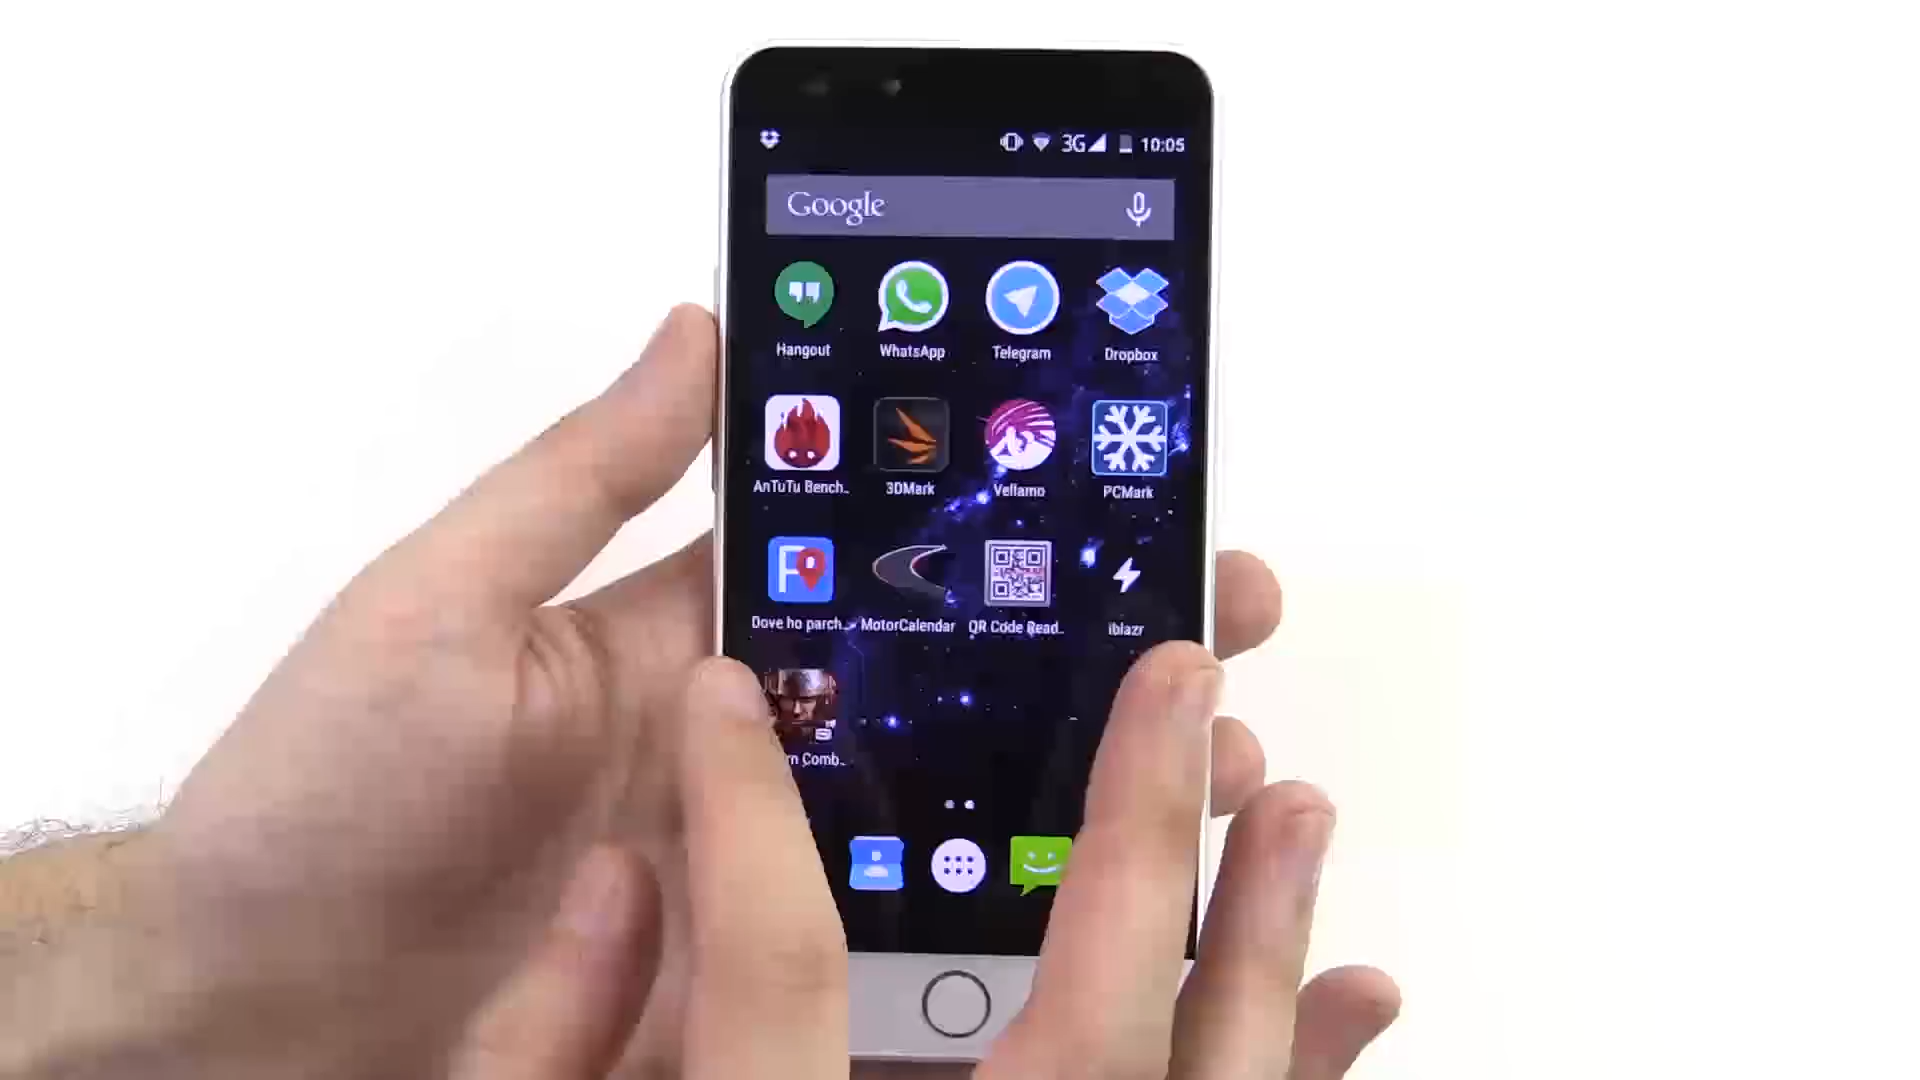 3G 10:05
Google
Hangout WhatsApp Telegram Dropbox
AnTuTu Bench.. 3DMark Vellamo PCMark
Dove ho parch.. MotorCalendar QR Code Read.. iblazr
rn Comb..